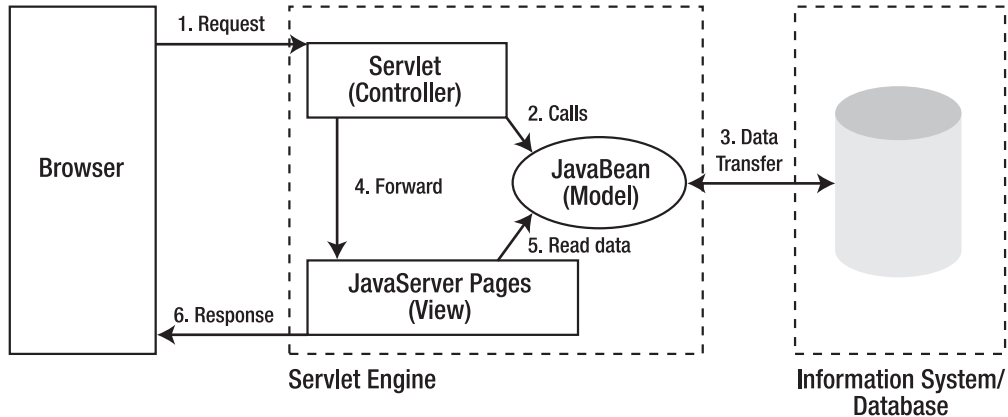 1. Request
Servlet
(Controller)
2. Calls
Browser
4. Forward
JavaBean
(Model)
3. Data
Transfer
5. Read data
JavaServer Pages
(View)
6. Response
Servlet Engine
Information System/
Database